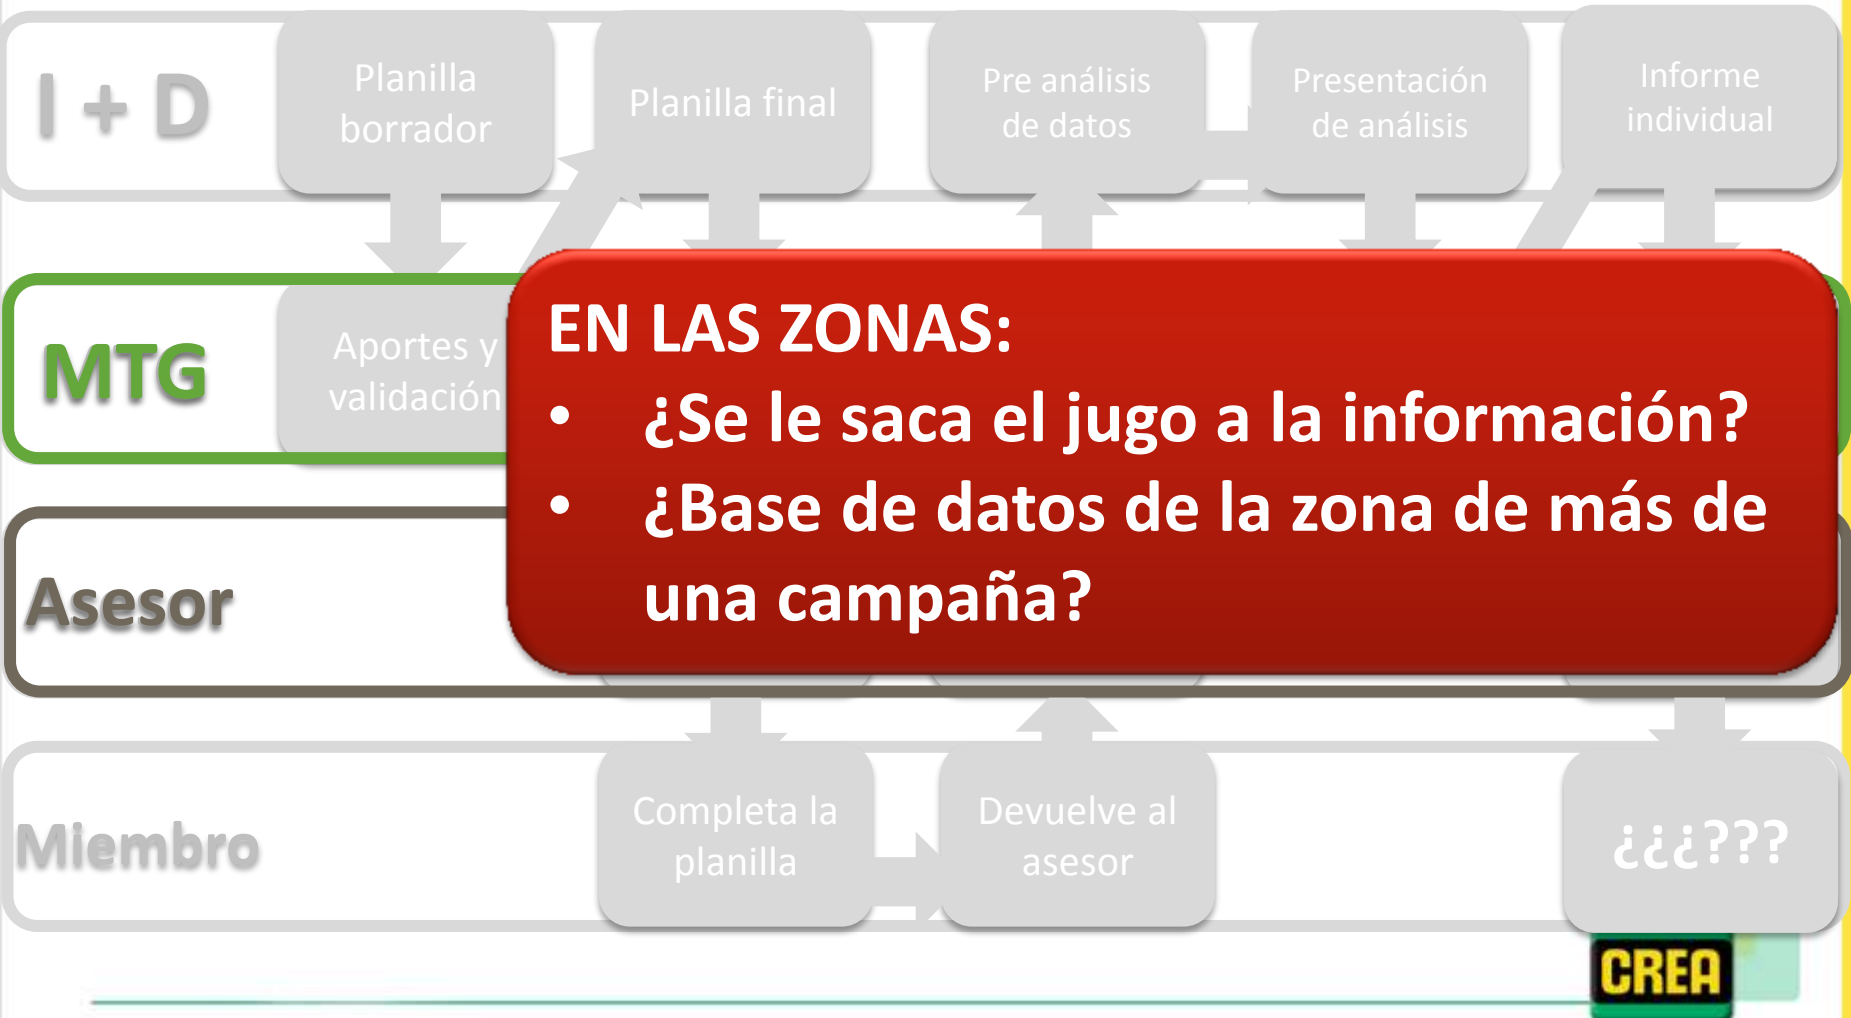 I + D
Planilla
borrador
Planilla final
Pre análisis
de datos
Presentación
de análisis
Informe
individual
MTG
Aportes y
validación
EN LAS ZONAS:
• ¿Se le saca el jugo a la información?
• ¿Base de datos de la zona de más de
una campaña?
Asesor
Miembro
Completa la
planilla
Devuelve al
asesor
¿¿¿???
CREA